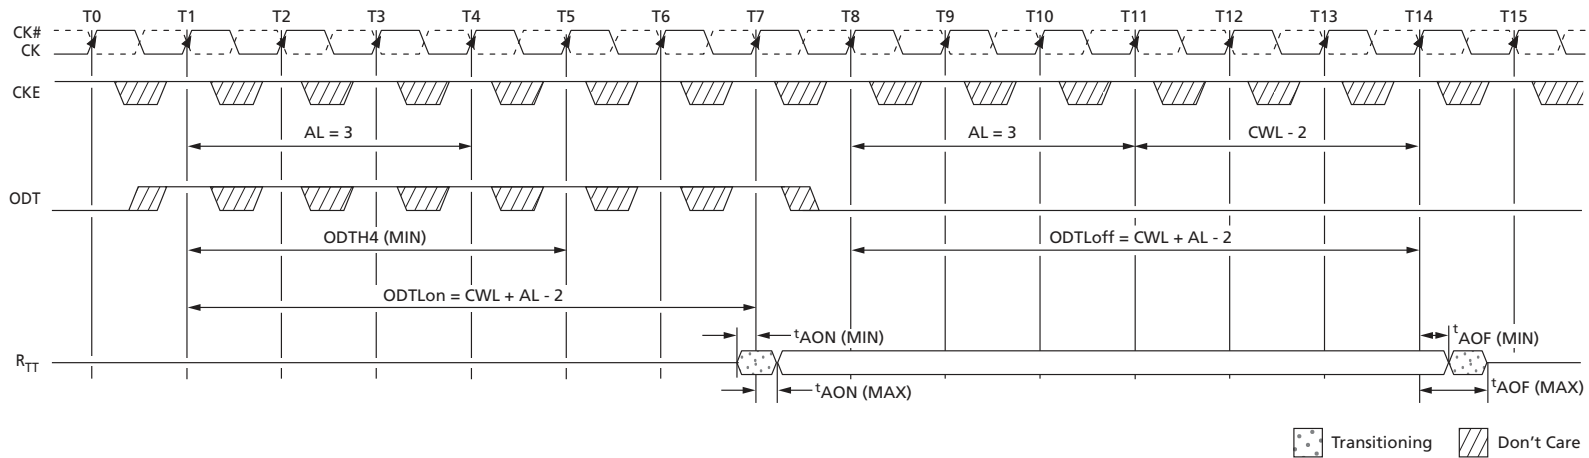 T0 T1 T2 T3 T4 T5 T6 T7 T8 T9 T10 T11 T12 T13 T14 T15
CK#
CK
CKE
AL = 3 AL = 3 CWL - 2
ODT
ODTH4 (MIN) ODTLoff = CWL + AL - 2
ODTLon = CWL + AL - 2
tAON (MIN) tAOF (MIN)
RTT
tAON (MAX) tAOF (MAX)
Transitioning Don't Care